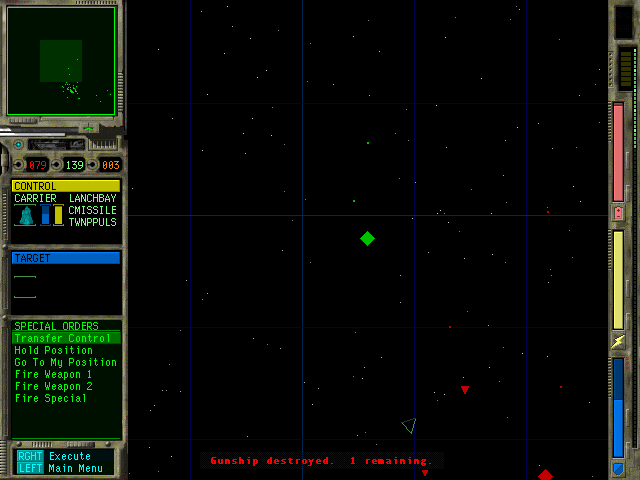 079 139 003
CONTROL
CARRIER LANCHBAY
CMISSILE
TWNPPULS
TARGET
SPECIAL ORDERS
Transfer Control
Hold Position
Go To My Position
Fire Weapon 1
Fire Weapon 2
Fire Special
RGHT Execute
LEFT Main Menu
Gunship destroyed. 1 remaining.